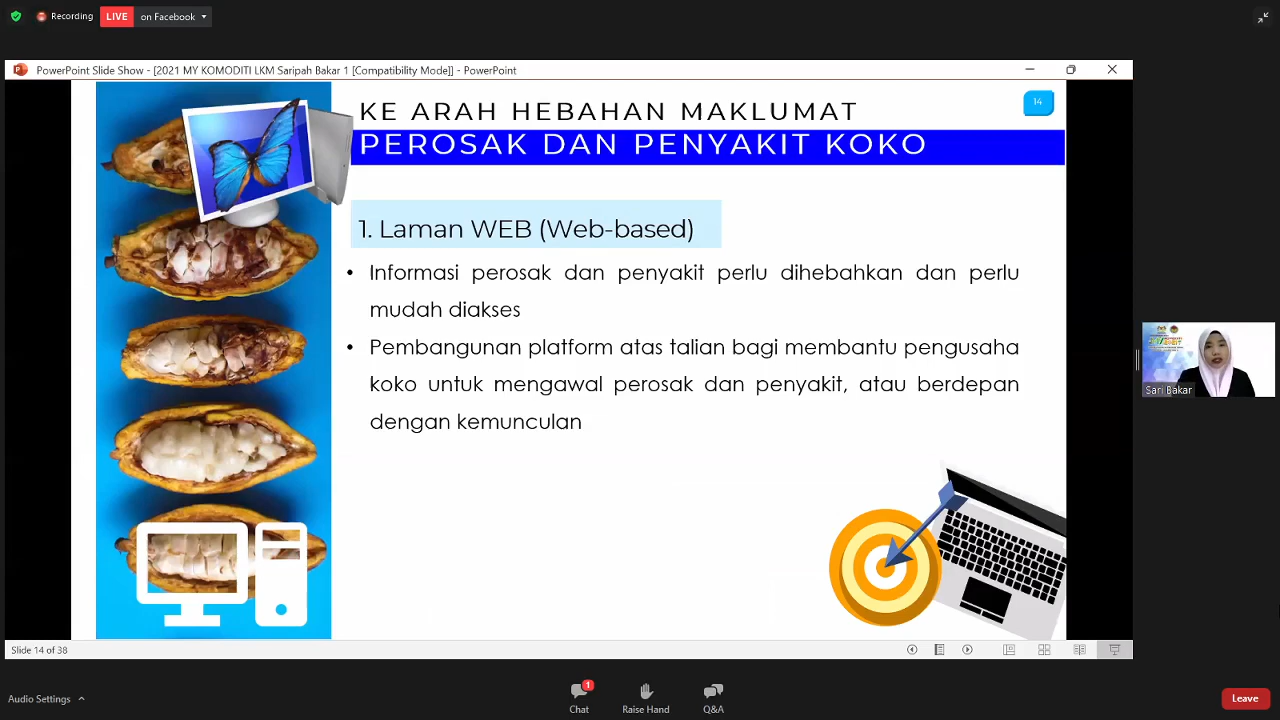 Recording
LIVE
on Facebook
PowerPoint Slide Show - [2021 MY KOMODITI LKM Saripah Bakar 1 [Compatibility Mode]] - PowerPoint
14
KE ARAH HEBAHAN MAKLUMAT
PEROSAK DAN PENYAKIT KOKO
1. Laman WEB (Web-based)
• Informasi perosak dan penyakit perlu dihebahkan dan perlu
mudah diakses
• Pembangunan platform atas talian bagi membantu pengusaha
koko untuk mengawal perosak dan penyakit, atau berdepan
dengan kemunculan
Sari Bakar
Slide 14 of 38
Audio Settings
1
Chat
Raise Hand
Q&A
Leave